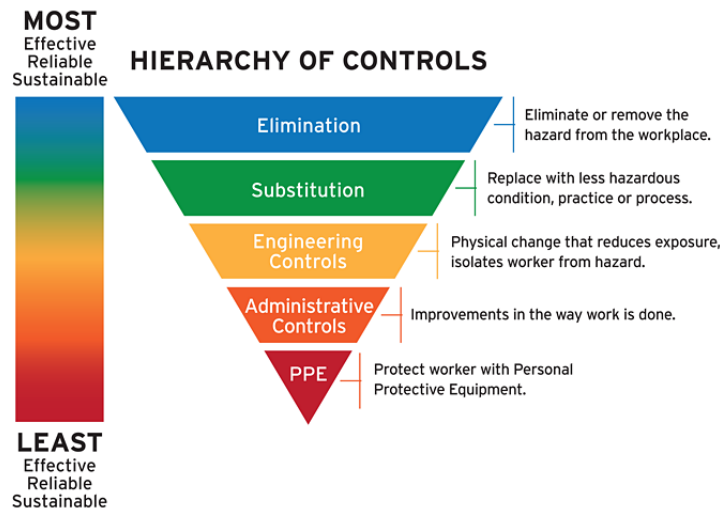 MOST
Effective
Reliable
Sustainable
HIERARCHY OF CONTROLS
Elimination
Eliminate or remove the
hazard from the workplace.
Substitution
Replace with less hazardous
condition, practice or process.
Engineering
Controls
Physical change that reduces exposure,
isolates worker from hazard.
Administrative
Controls
Improvements in the way work is done.
PPE
Protect worker with Personal
Protective Equipment.
LEAST
Effective
Reliable
Sustainable